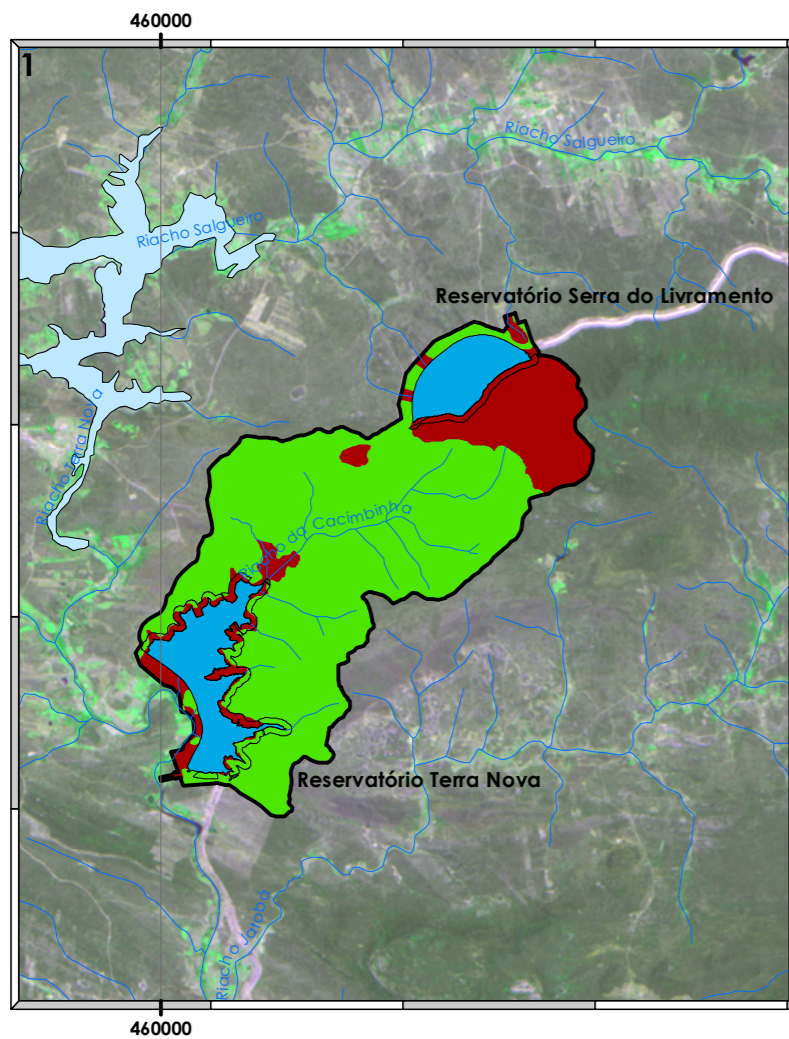 460000
1
Riacho Salgueiro
Riacho Salgueiro
Reservatório Serra do Livramento
Riacho Terra Nova
Riacho da Cacimbinha
Reservatório Terra Nova
Riacho Jatobá
460000